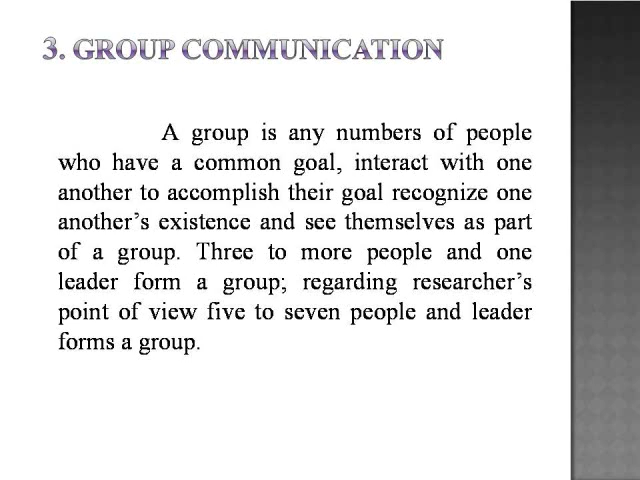 3. GROUP COMMUNICATION
A group is any numbers of people
who have a common goal, interact with one
another to accomplish their goal recognize one
another's existence and see themselves as part
of a group. Three to more people and one
leader form a group; regarding researcher's
point of view five to seven people and leader
forms a group.